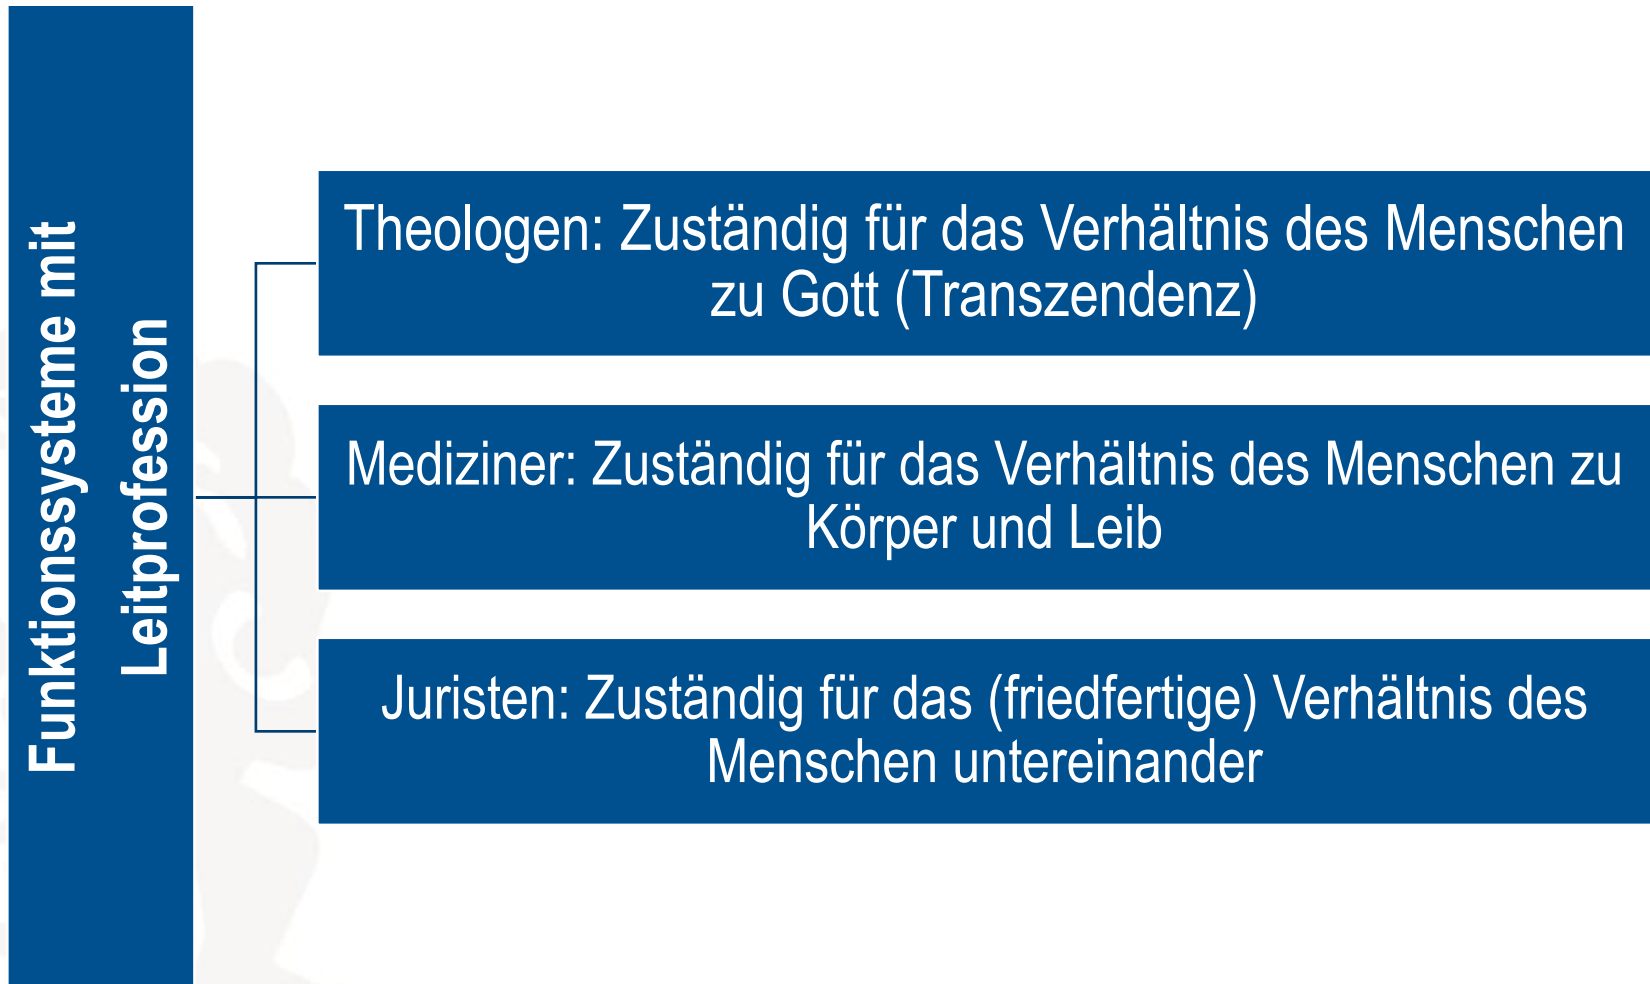 Funktionssysteme mit
Leitprofession
Theologen: Zuständig für das Verhältnis des Menschen
zu Gott (Transzendenz)
Mediziner: Zuständig für das Verhältnis des Menschen zu
Körper und Leib
Juristen: Zuständig für das (friedfertige) Verhältnis des
Menschen untereinander